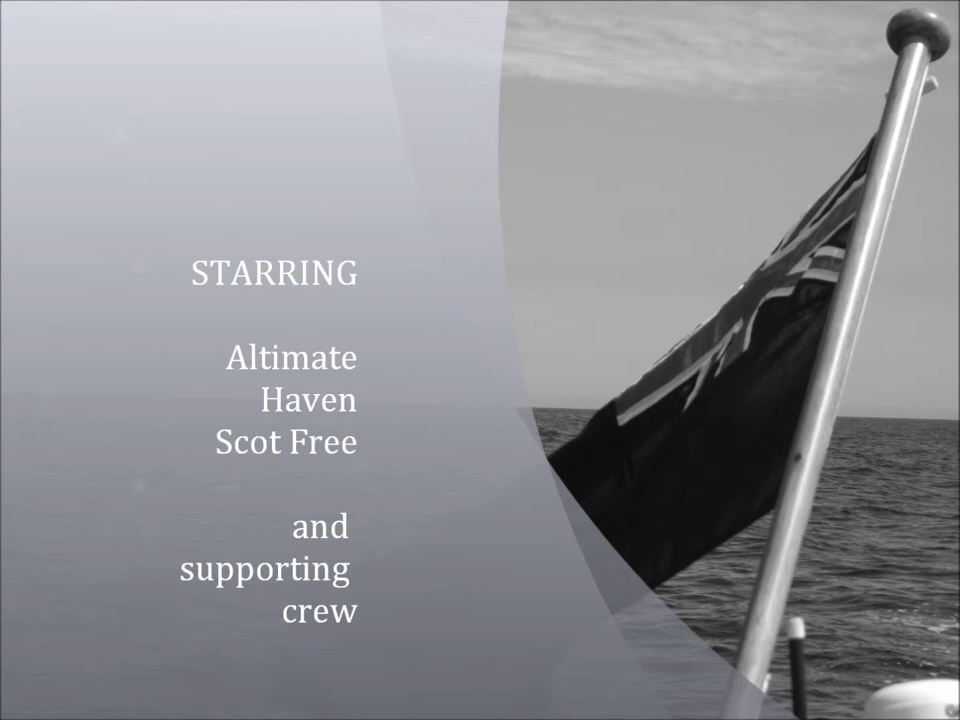 STARRING
Altimate
Haven
Scot Free
and
supporting
crew